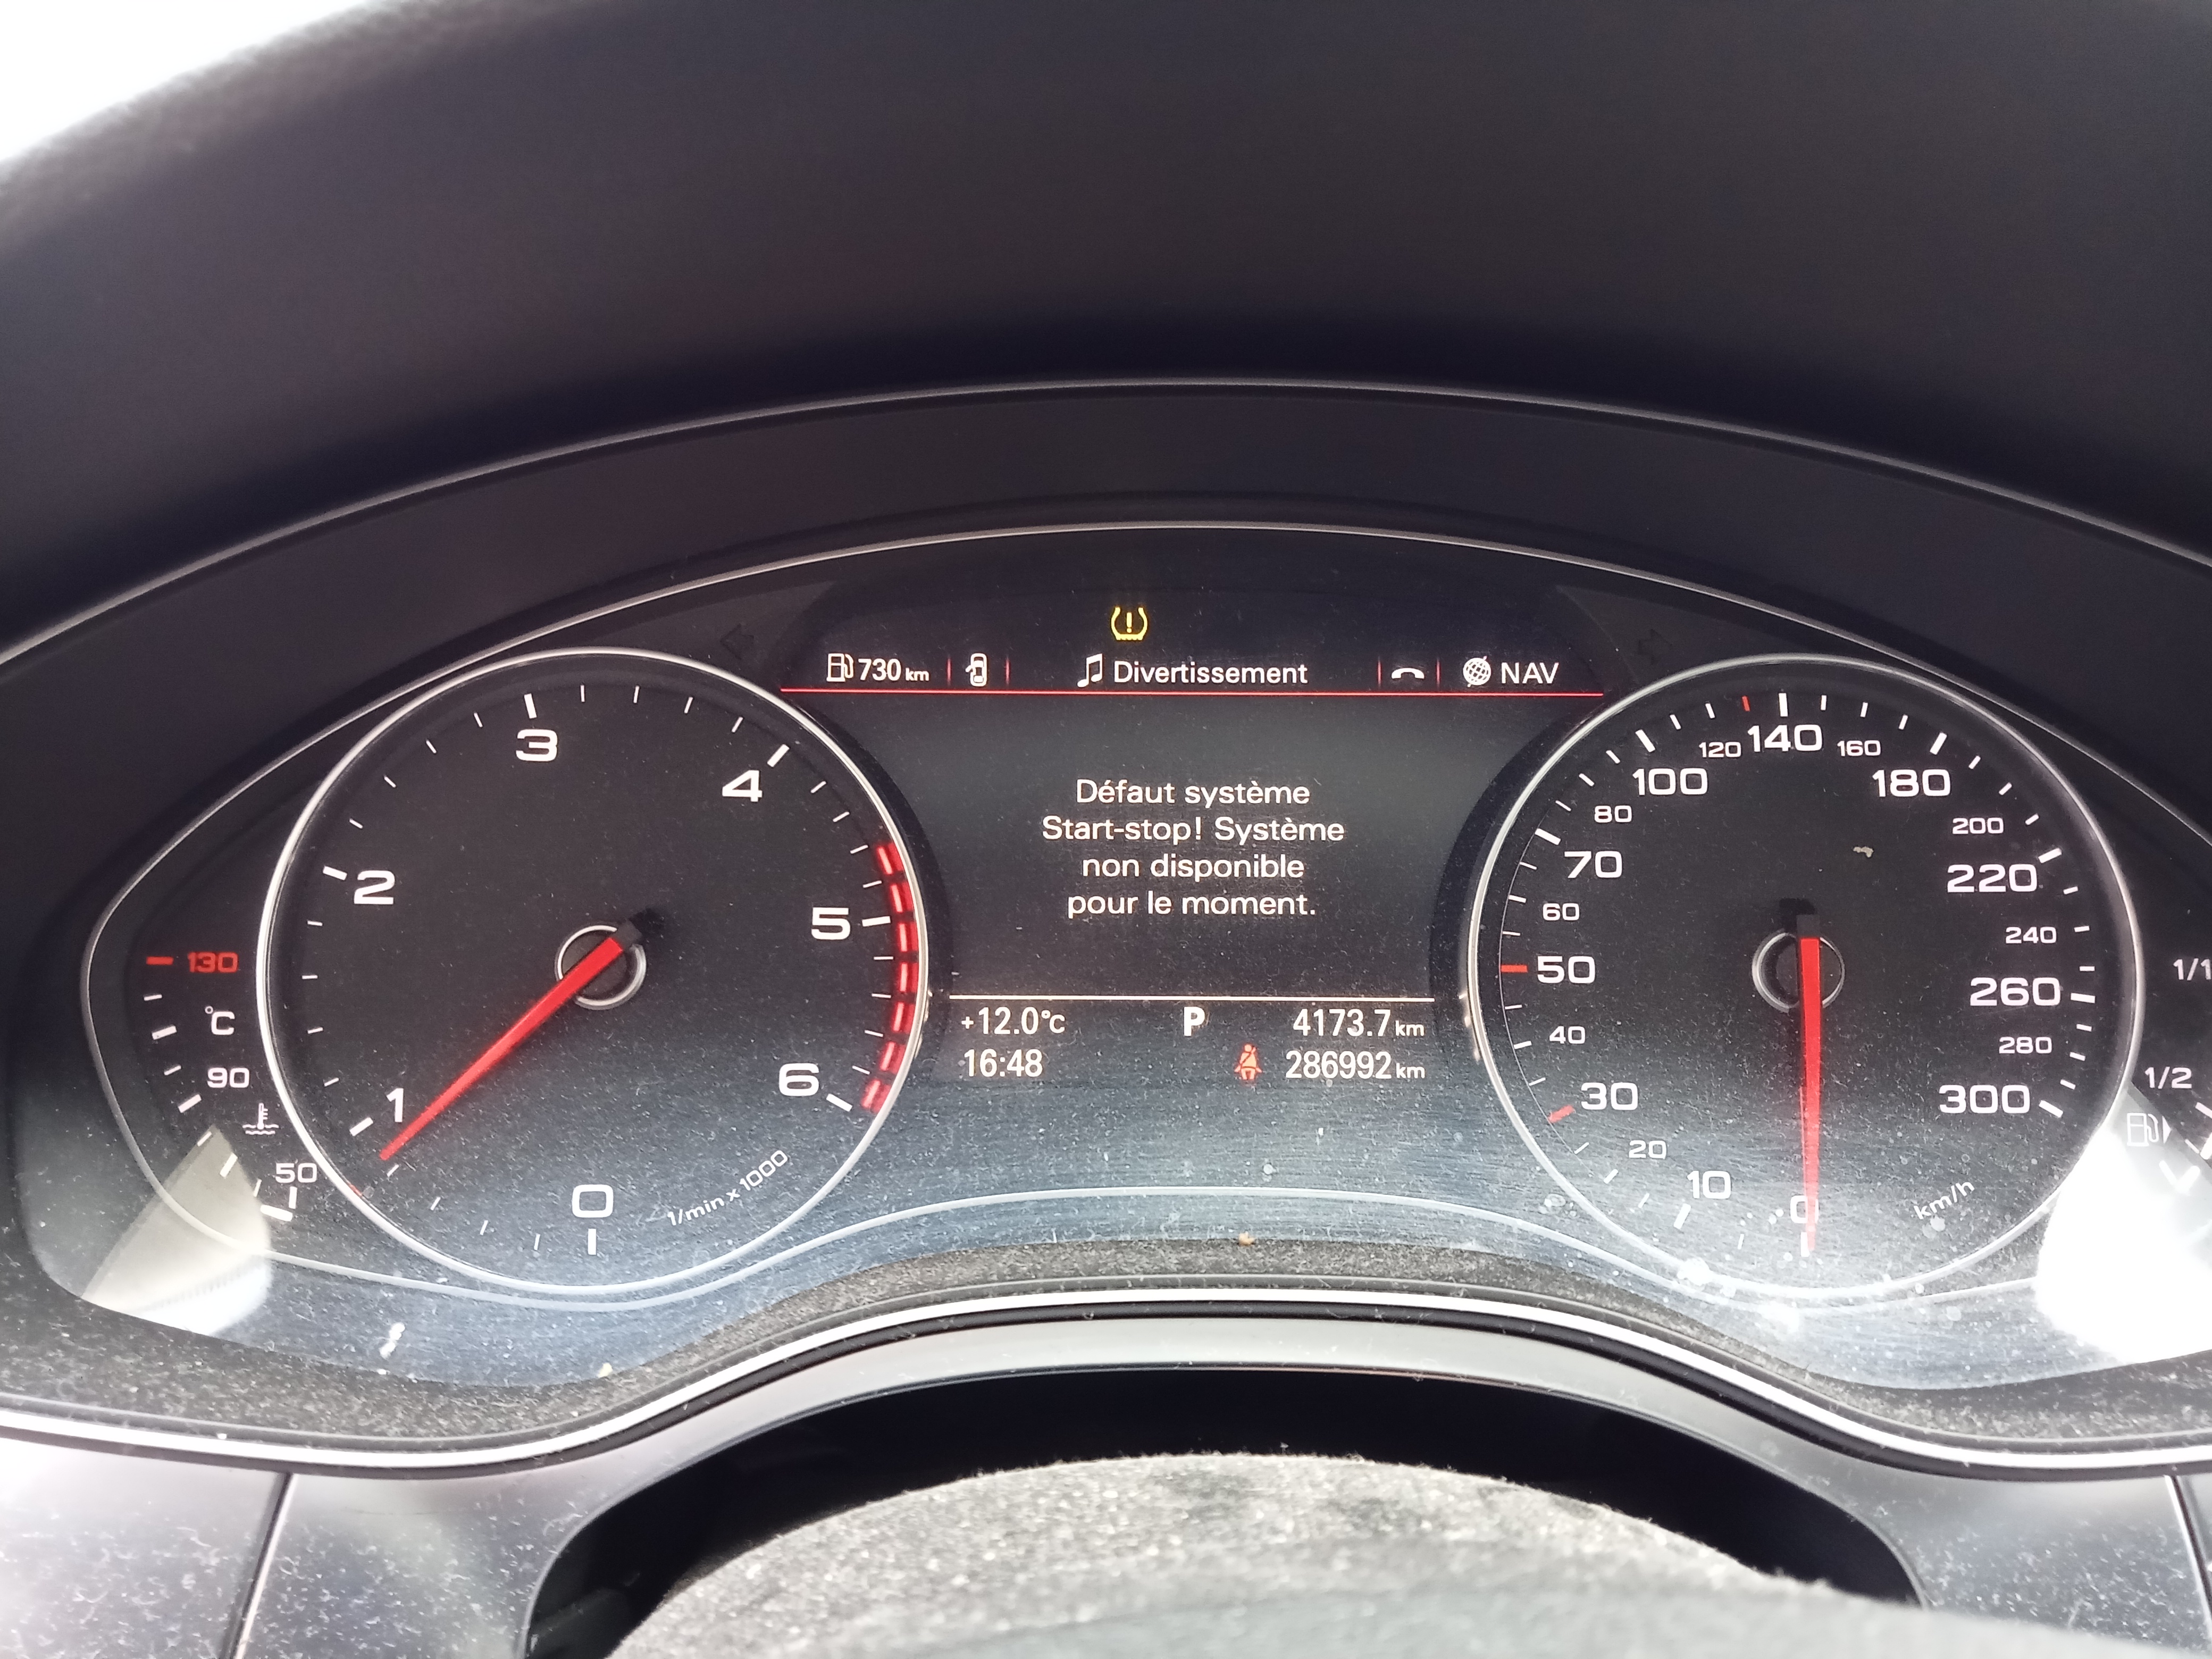 730 km
Divertissement
NAV
Défaut système
Start-stop! Système
non disponible
pour le moment.
+12.0°C
P
4173.7 km
16:48
286992 km
130
°C
90
50
0
1
2
3
4
5
6
1/min x 1000
0
10
20
30
40
50
60
70
80
100
120
140
160
180
200
220
240
260
280
300
km/h
1/1
1/2